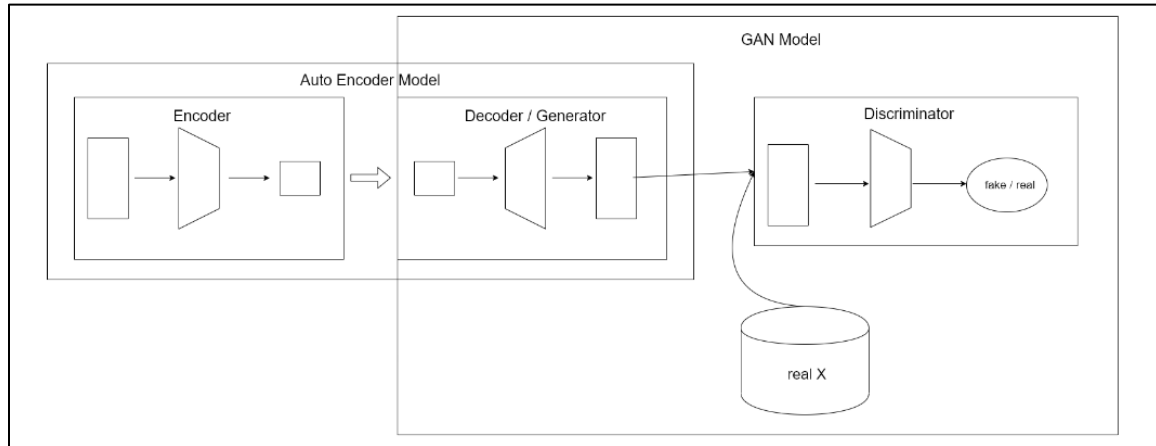 GAN Model
Auto Encoder Model
Encoder
Decoder / Generator
Discriminator
fake / real
real X